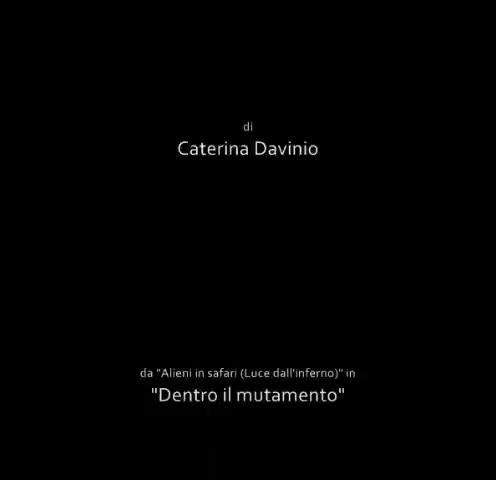 di
Caterina Davinio
da "Alieni in safari (Luce dall'inferno)" in
"Dentro il mutamento"